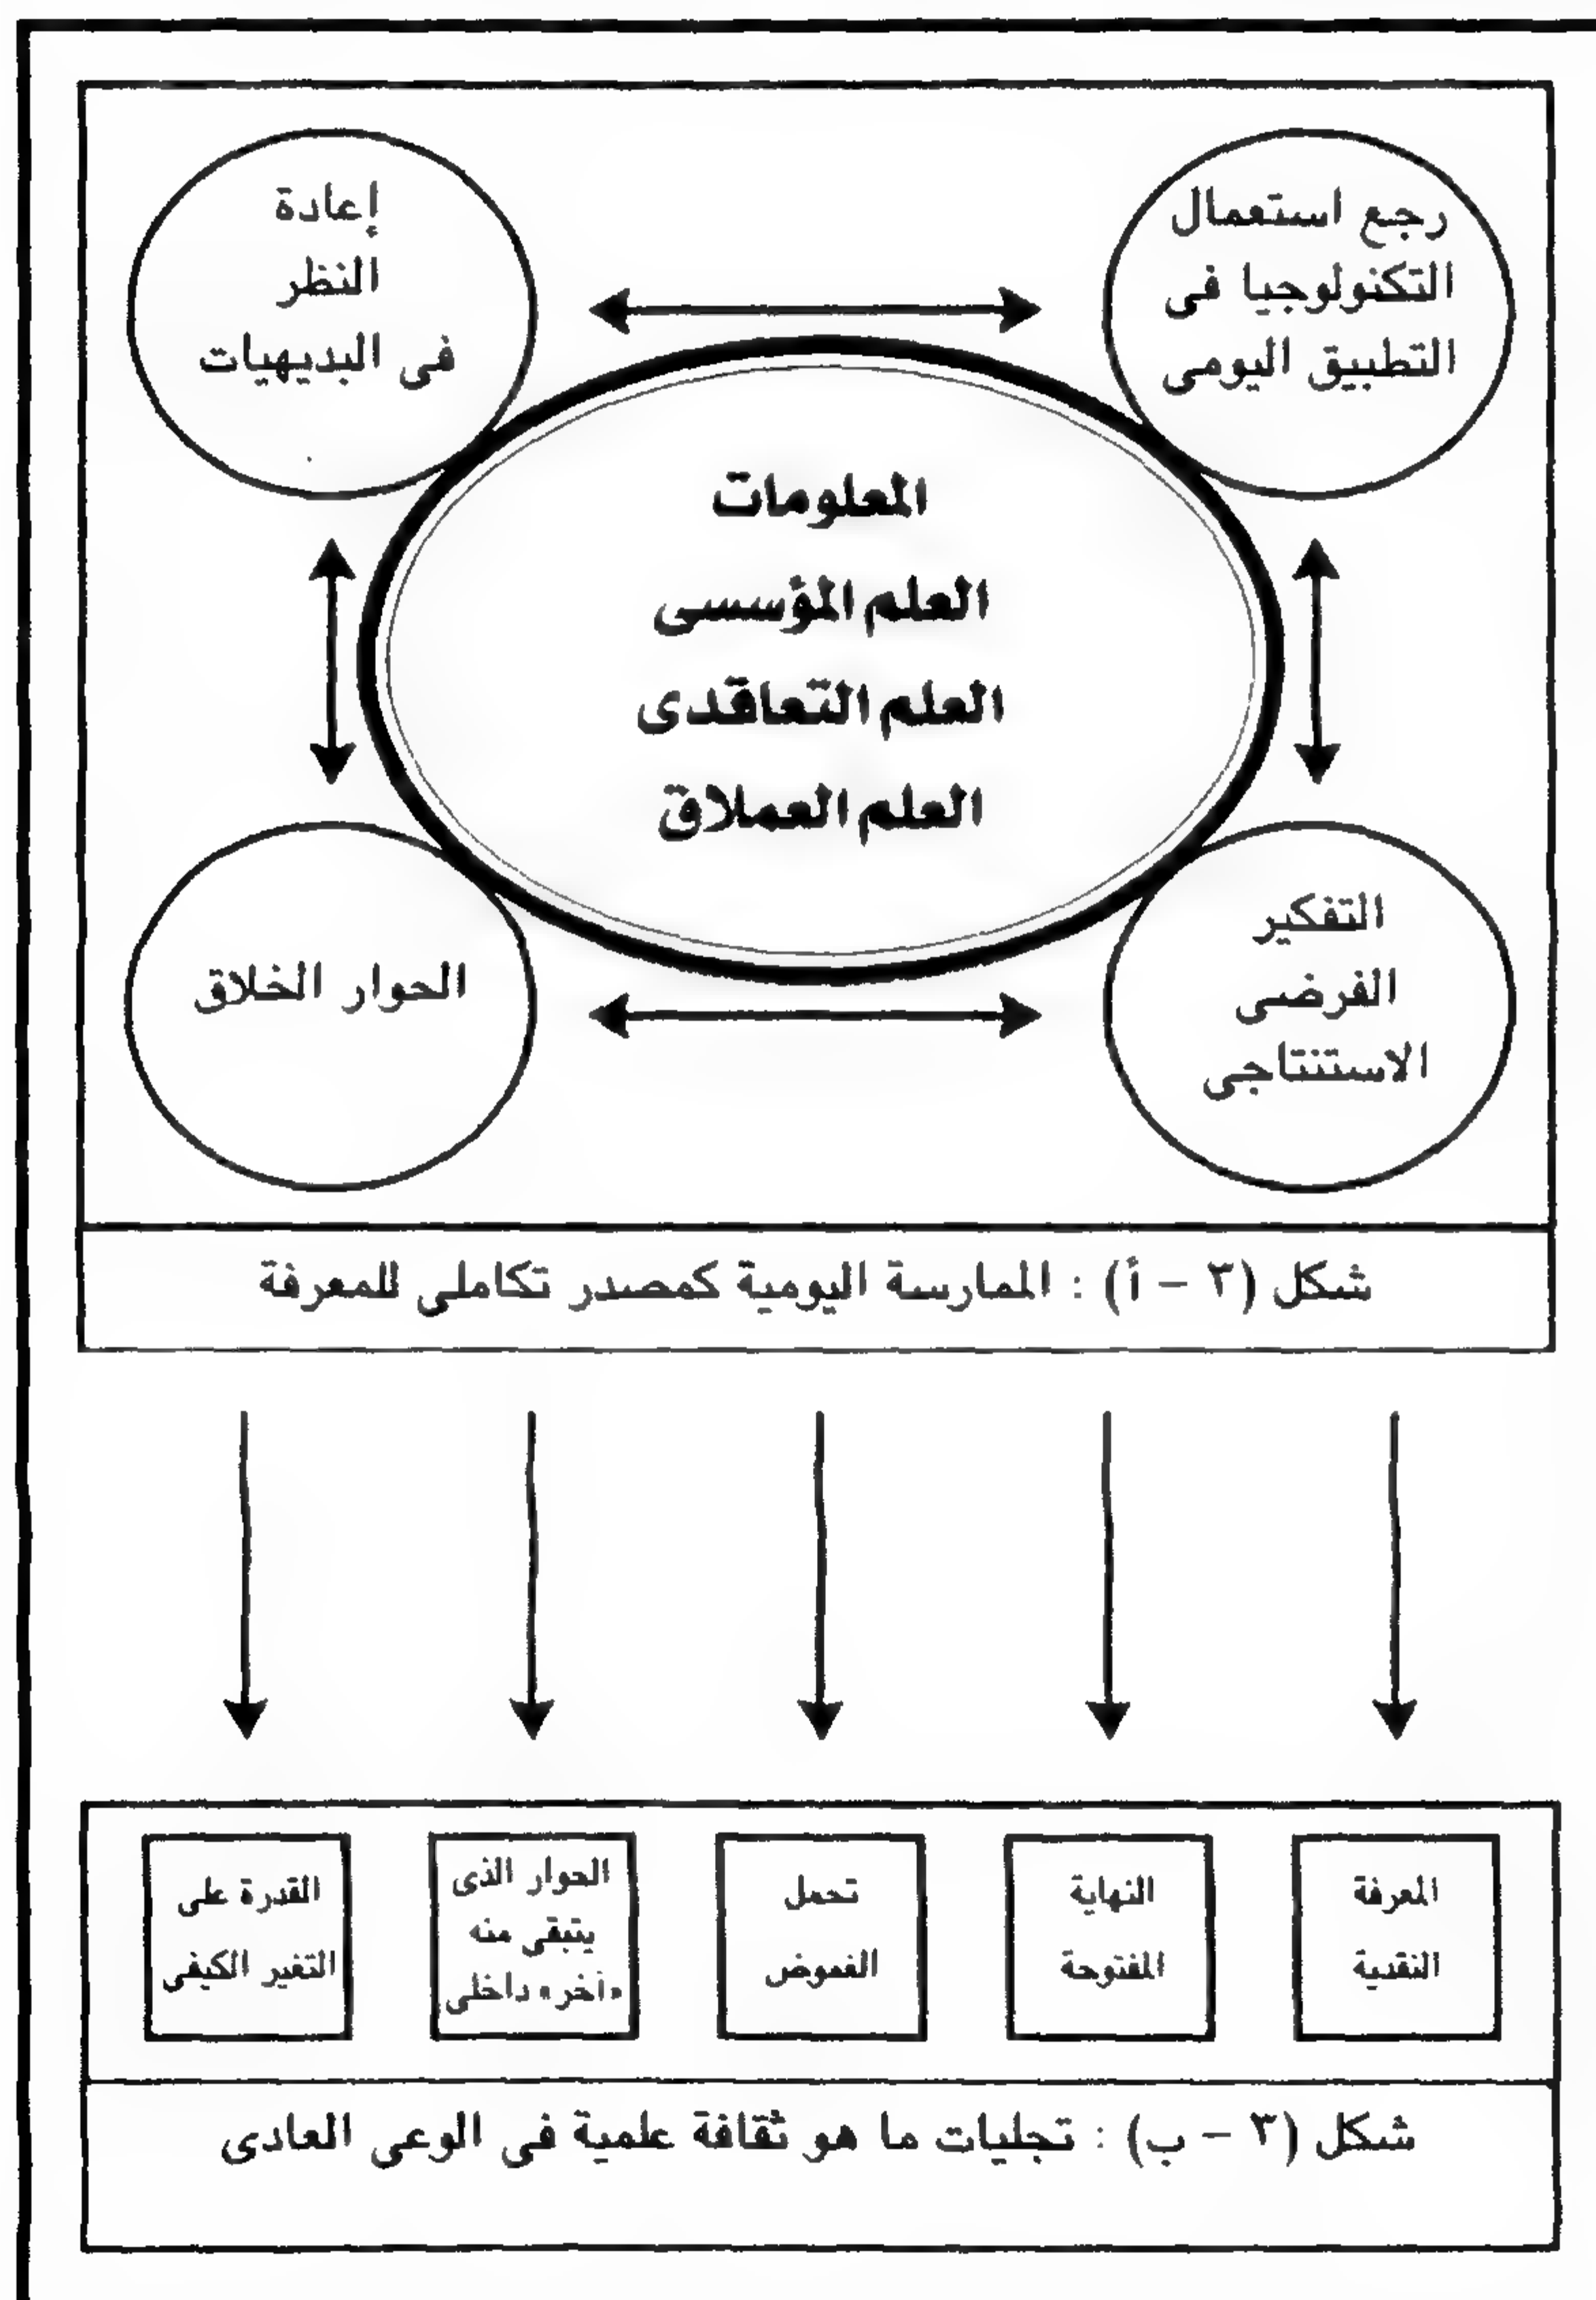 رجع استعمال
التكنولوجيا فى
التطبيق اليومى
إعادة
النظر
فى البديهيات
المعلومات
العلم المؤسسى
العلم التعاقدى
العلم العملاق
التفكير
الفرضى
الاستنتاجى
الحوار الخلاق
شكل (٣ – أ) : الممارسة اليومية كمصدر تكاملى للمعرفة
المعرفة
النقدية
النهاية
المفتوحة
تحمل
الغموض
الحوار الذى
يتبقى منه
«آخر» داخلى
القدرة على
التغير الكيفى
شكل (٣ – ب) : تجليات ما هو ثقافة علمية فى الوعى العادى